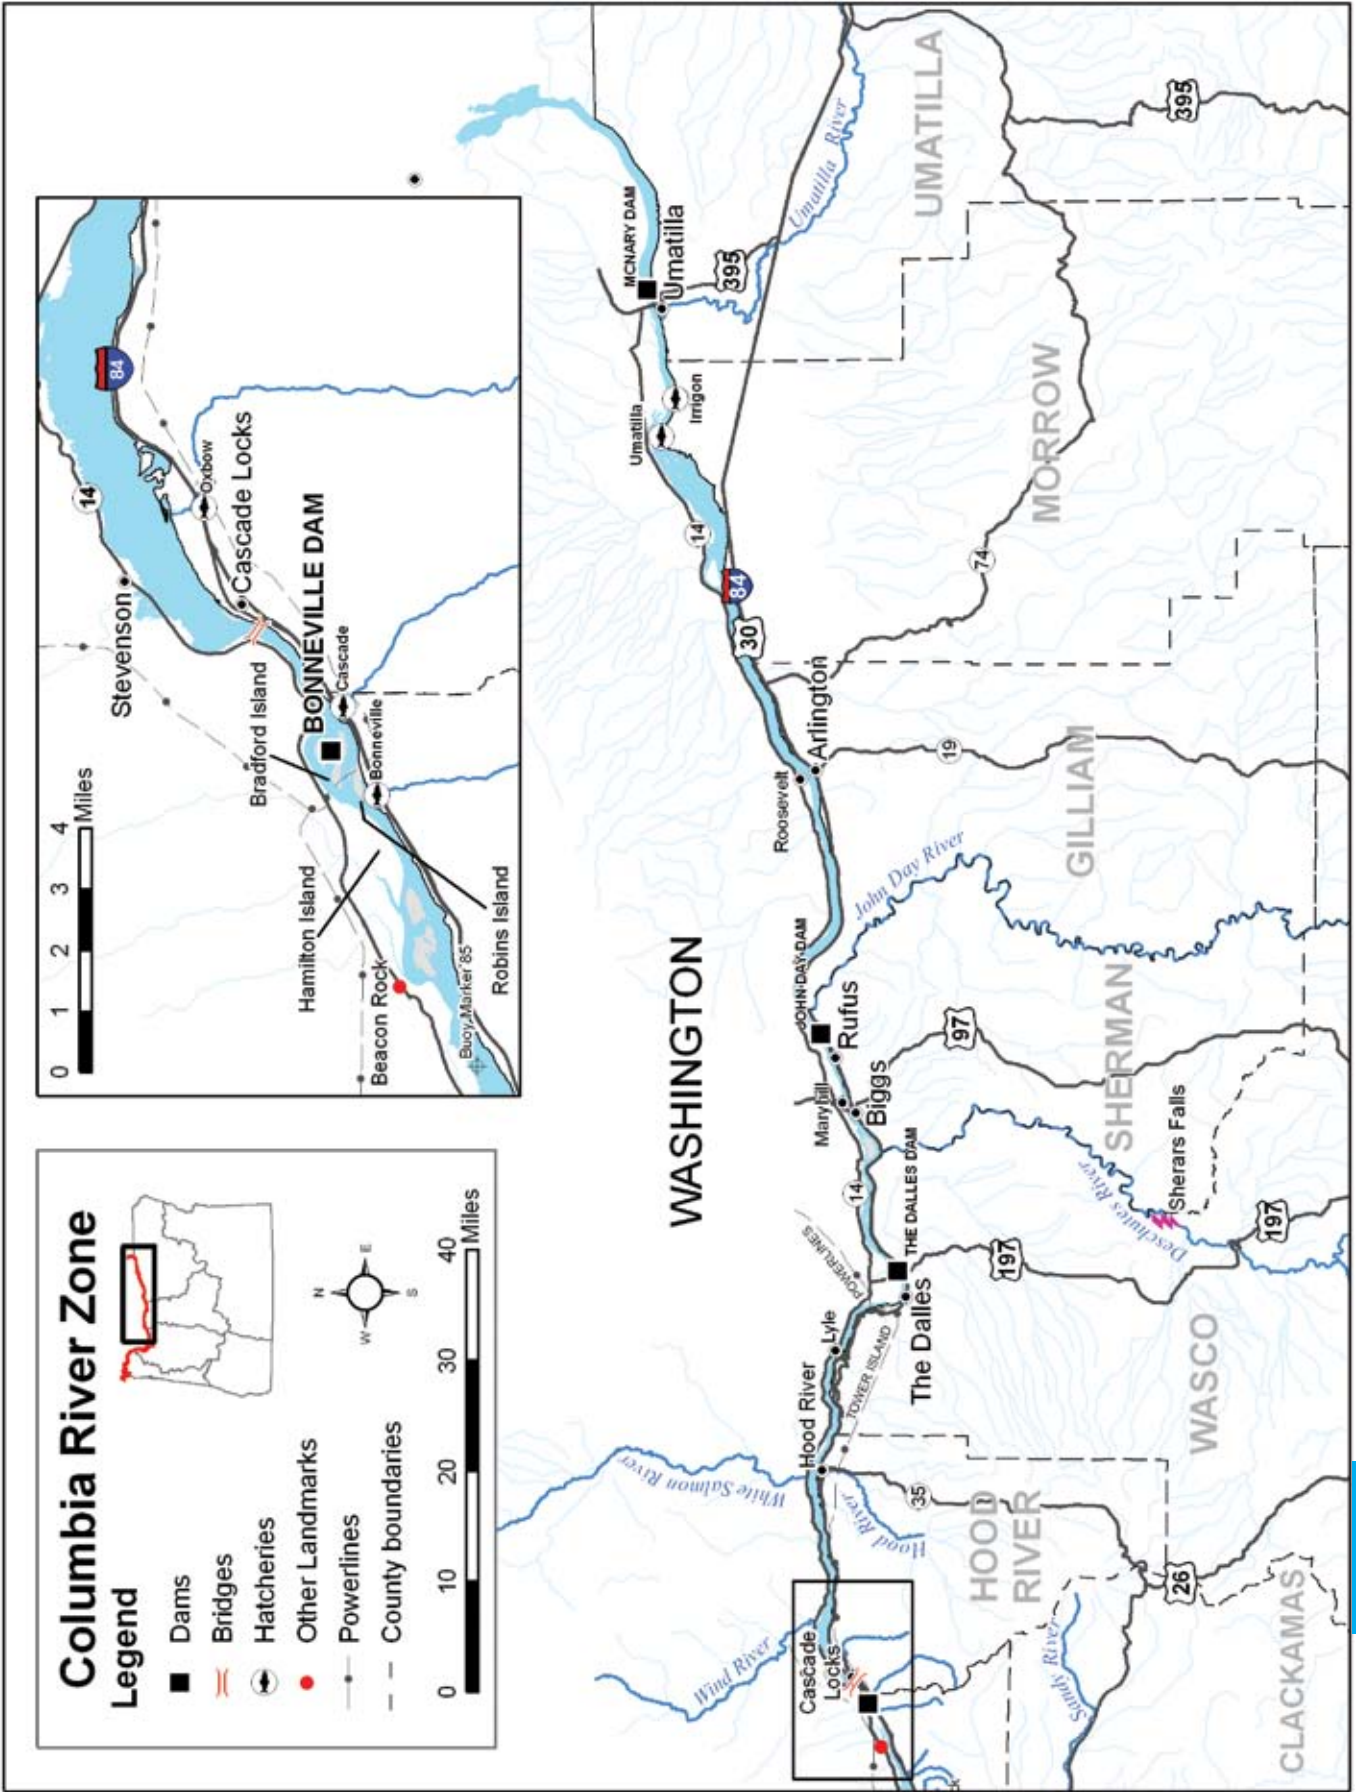 Columbia River Zone
Legend
Dams
Bridges
Hatcheries
Other Landmarks
Powerlines
County boundaries
N
W
E
S
0
10
20
30
40
Miles
0
1
2
3
4
Miles
Stevenson
14
84
Oxbow
Cascade Locks
Bradford Island
BONNEVILLE DAM
Cascade
Bonneville
Hamilton Island
Beacon Rock
Buoy Marker 85
Robins Island
WASHINGTON
MCNARY DAM
Umatilla
395
Umatilla River
Umatilla
Irrigon
14
84
30
UMATILLA
395
MORROW
74
Roosevelt
Arlington
19
GILLIAM
John Day River
JOHN DAY DAM
Rufus
Maryhill
Biggs
97
SHERMAN
Sherars Falls
Deschutes River
14
THE DALLES DAM
POWERLINES
197
197
Lyle
The Dalles
TOWER ISLAND
Hood River
White Salmon River
Hood River
35
WASCO
HOOD
RIVER
26
Wind River
Cascade
Locks
Sandy River
CLACKAMAS